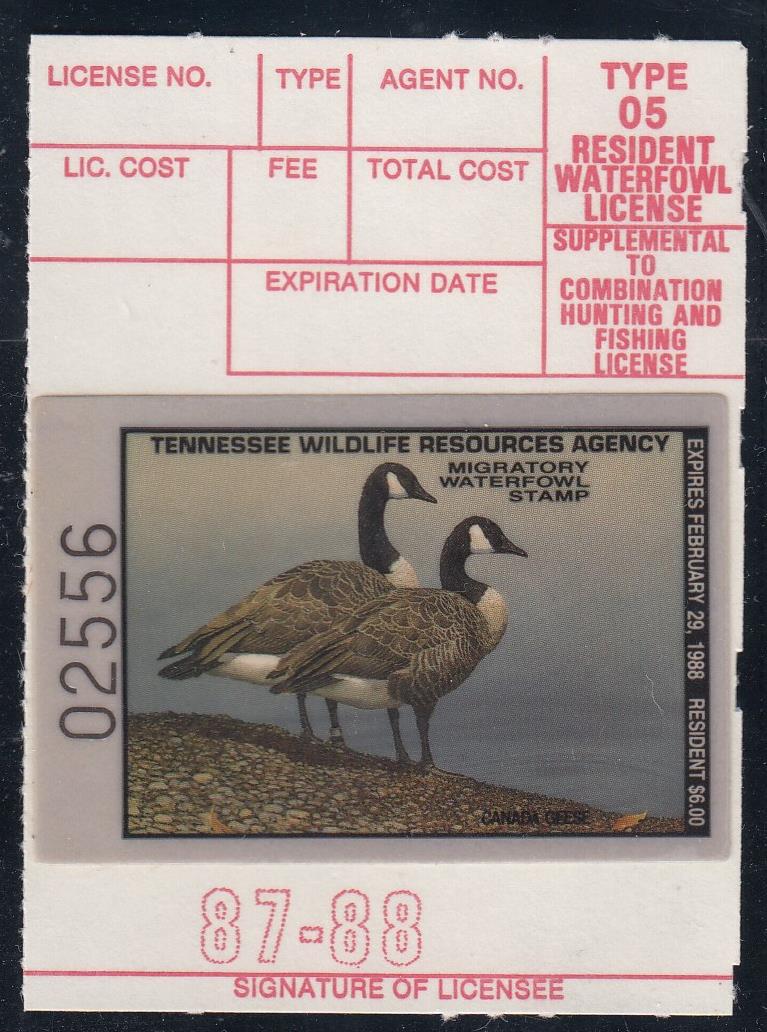 LICENSE NO.
TYPE
AGENT NO.
TYPE
05
RESIDENT
WATERFOWL
LICENSE
LIC. COST
FEE
TOTAL COST
SUPPLEMENTAL
TO
COMBINATION
HUNTING AND
FISHING
LICENSE
EXPIRATION DATE
02556
TENNESSEE WILDLIFE RESOURCES AGENCY
MIGRATORY
WATERFOWL
STAMP
EXPIRES FEBRUARY 29, 1988 RESIDENT $6.00
CANADA GEESE
87-88
SIGNATURE OF LICENSEE